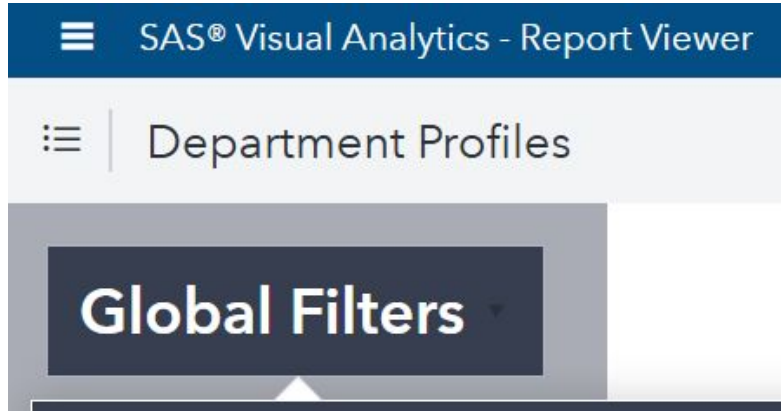 SAS® Visual Analytics - Report Viewer
Department Profiles
Global Filters